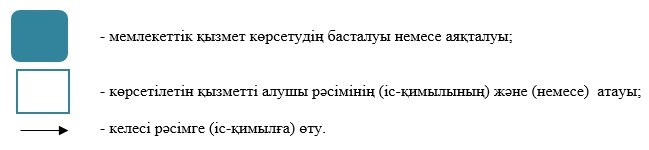 - мемлекеттік қызмет көрсетудің басталуы немесе аяқталуы;
- көрсетілетін қызметті алушы рәсімінің (іс-қимылының) және (немесе) атауы;
- келесі рәсімге (іс-қимылға) өту.